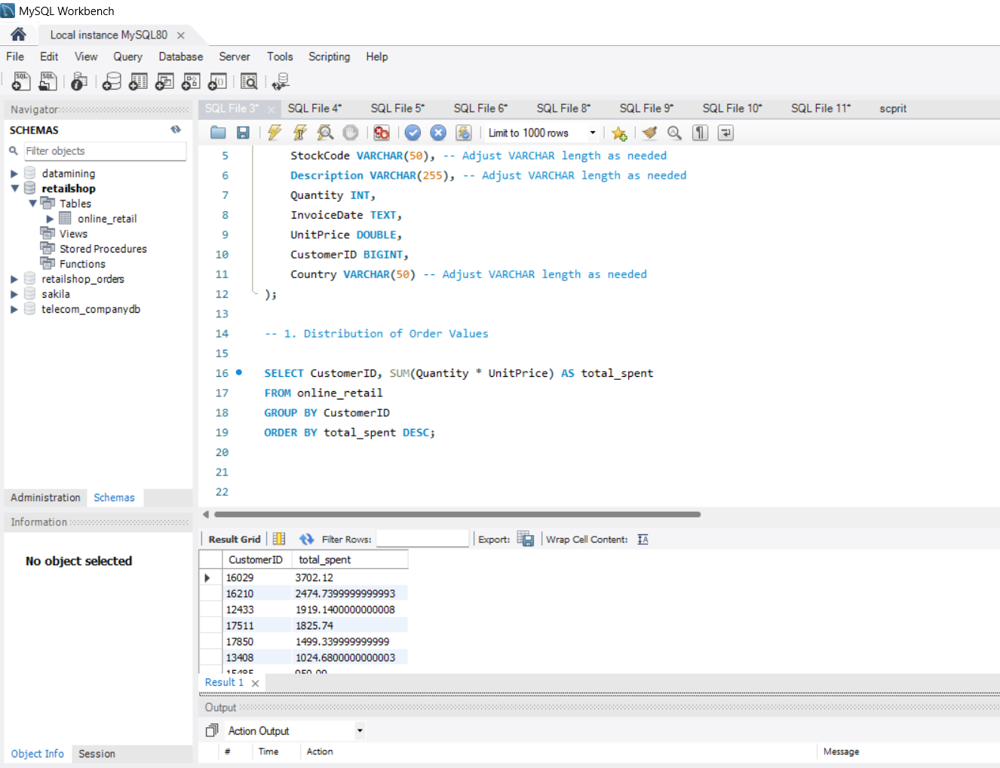 MySQL Workbench
Local instance MySQL80
File Edit View Query Database Server Tools Scripting Help
Navigator
SCHEMAS
Filter objects
datamining
retailshop
Tables
online_retail
Views
Stored Procedures
Functions
retailshop_orders
sakila
telecom_companydb
Administration Schemas
Information
No object selected
Object Info Session
SQL File 3* SQL File 4* SQL File 5* SQL File 6* SQL File 8* SQL File 9* SQL File 10* SQL File 11* scprit
Limit to 1000 rows
5 StockCode VARCHAR(50), -- Adjust VARCHAR length as needed
6 Description VARCHAR(255), -- Adjust VARCHAR length as needed
7 Quantity INT,
8 InvoiceDate TEXT,
9 UnitPrice DOUBLE,
10 CustomerID BIGINT,
11 Country VARCHAR(50) -- Adjust VARCHAR length as needed
12 );
13
14 -- 1. Distribution of Order Values
15
16 SELECT CustomerID, SUM(Quantity * UnitPrice) AS total_spent
17 FROM online_retail
18 GROUP BY CustomerID
19 ORDER BY total_spent DESC;
20
21
22
Result Grid Filter Rows: Export: Wrap Cell Content:
CustomerID total_spent
16029 3702.12
16210 2474.7399999999993
12433 1919.1400000000008
17511 1825.74
17850 1499.339999999999
13408 1024.6800000000003
Result 1
Output
Action Output
# Time Action Message